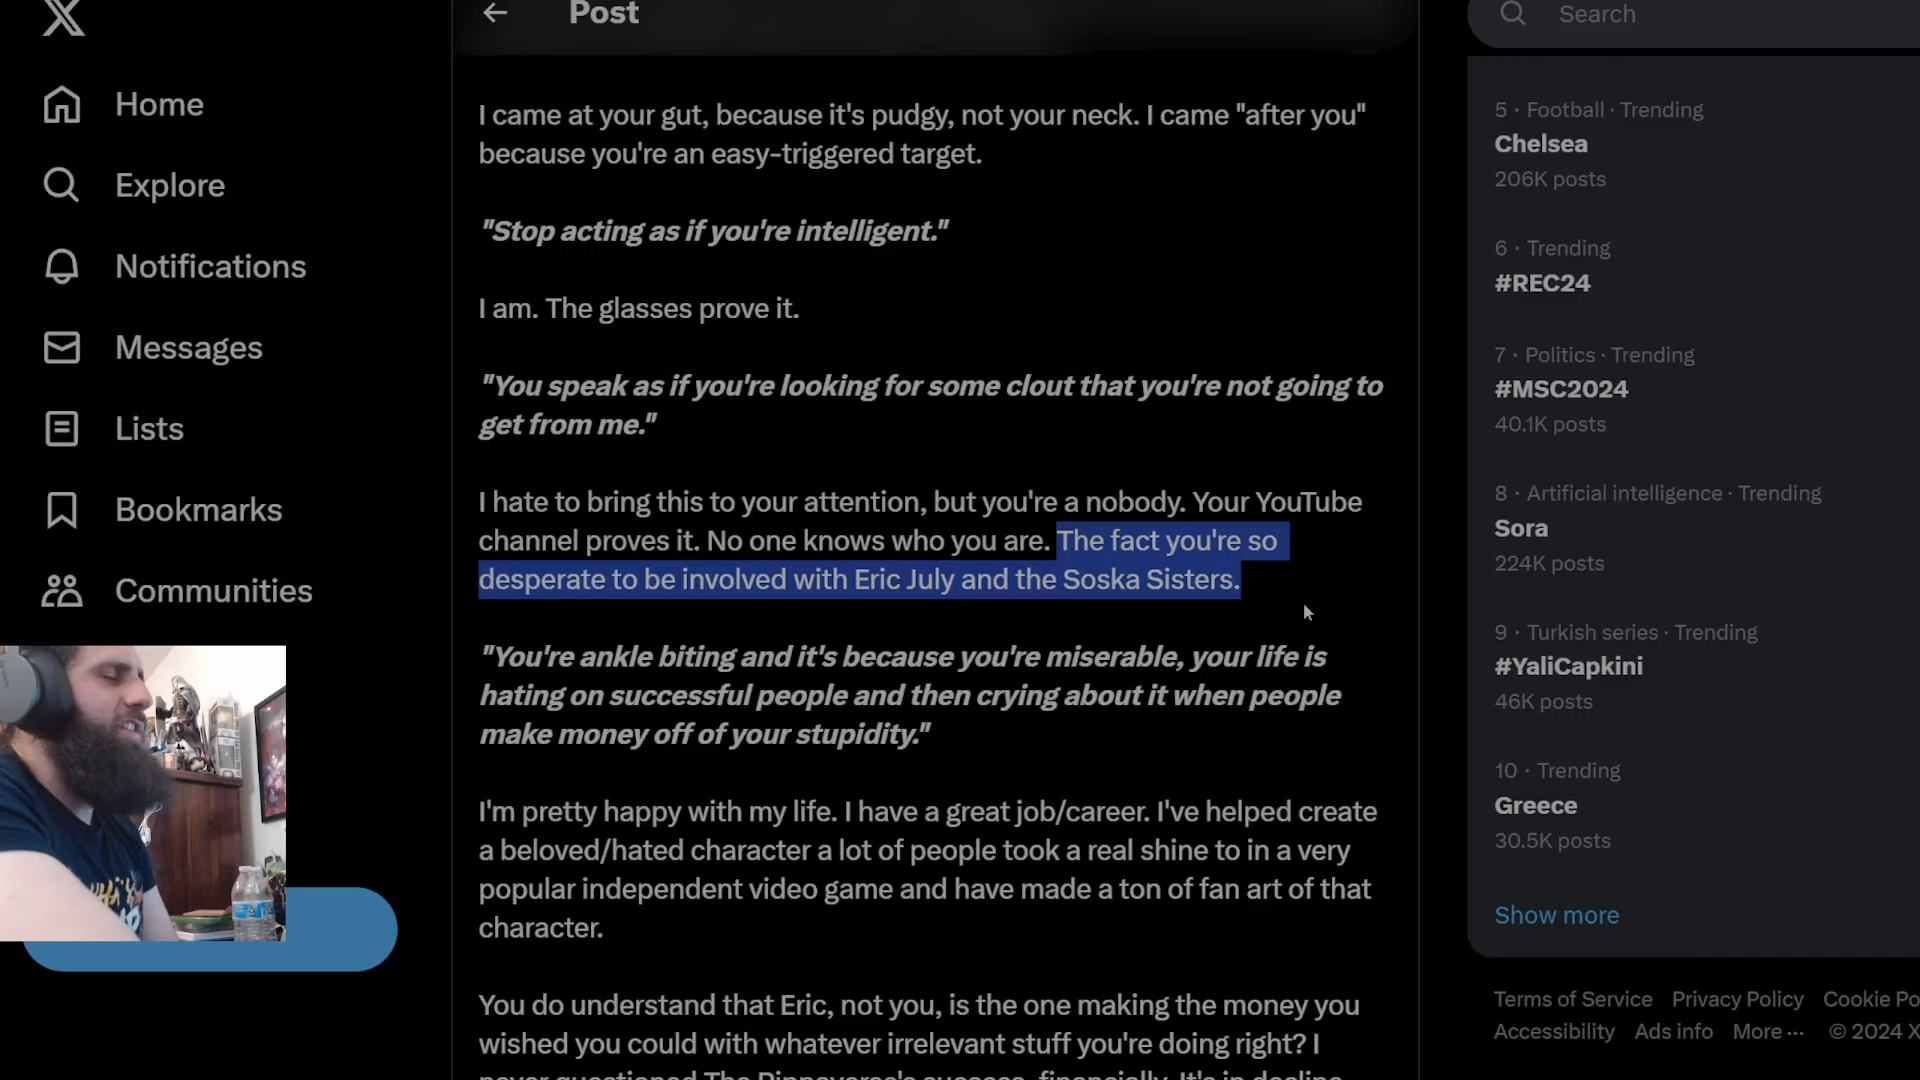 Post
Search
Home
Explore
Notifications
Messages
Lists
Bookmarks
Communities
I came at your gut, because it's pudgy, not your neck. I came "after you"
because you're an easy-triggered target.
"Stop acting as if you're intelligent."
I am. The glasses prove it.
"You speak as if you're looking for some clout that you're not going to
get from me."
I hate to bring this to your attention, but you're a nobody. Your YouTube
channel proves it. No one knows who you are. The fact you're so
desperate to be involved with Eric July and the Soska Sisters.
"You're ankle biting and it's because you're miserable, your life is
hating on successful people and then crying about it when people
make money off of your stupidity."
I'm pretty happy with my life. I have a great job/career. I've helped create
a beloved/hated character a lot of people took a real shine to in a very
popular independent video game and have made a ton of fan art of that
character.
You do understand that Eric, not you, is the one making the money you
wished you could with whatever irrelevant stuff you're doing right? I
never questioned The Rippaverse's success, financially. It's in decline
5 · Football · Trending
Chelsea
206K posts
6 · Trending
#REC24
7 · Politics · Trending
#MSC2024
40.1K posts
8 · Artificial intelligence · Trending
Sora
224K posts
9 · Turkish series · Trending
#YaliCapkini
46K posts
10 · Trending
Greece
30.5K posts
Show more
Terms of Service Privacy Policy Cookie Po
Accessibility Ads info More ··· © 2024 X